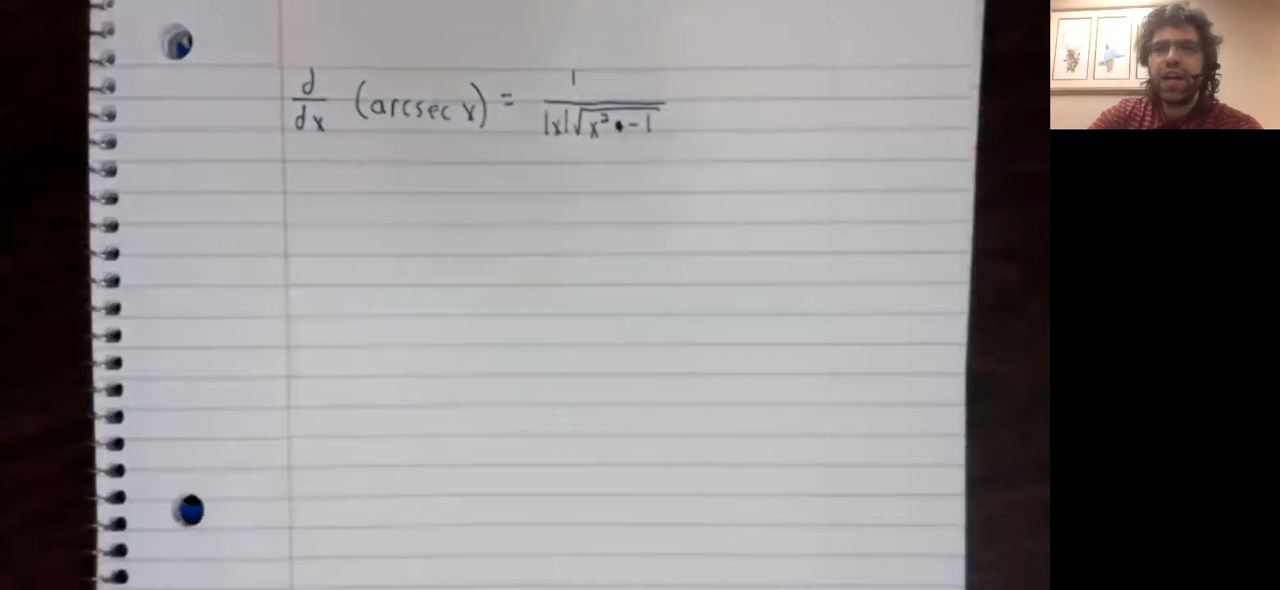 d/dx (arcsec x) = 1/(|x|√(x² - 1))